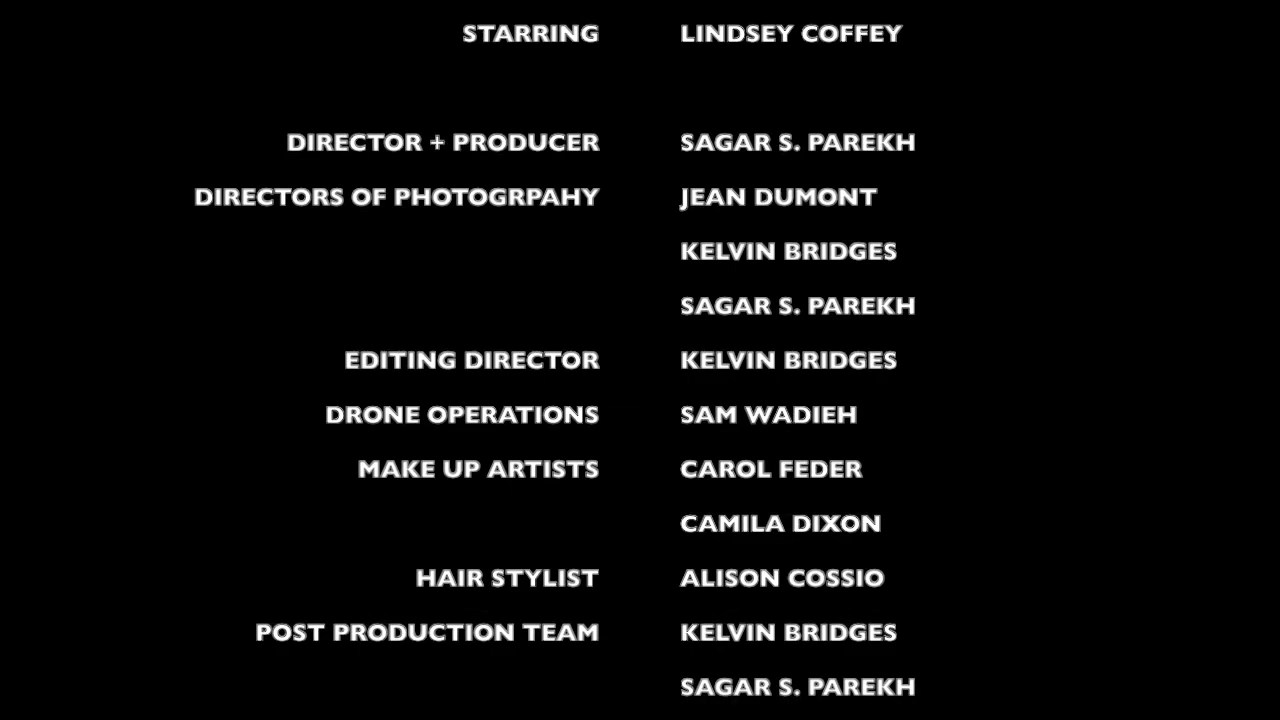 STARRING LINDSEY COFFEY
DIRECTOR + PRODUCER SAGAR S. PAREKH
DIRECTORS OF PHOTOGRPAHY JEAN DUMONT
KELVIN BRIDGES
SAGAR S. PAREKH
EDITING DIRECTOR KELVIN BRIDGES
DRONE OPERATIONS SAM WADIEH
MAKE UP ARTISTS CAROL FEDER
CAMILA DIXON
HAIR STYLIST ALISON COSSIO
POST PRODUCTION TEAM KELVIN BRIDGES
SAGAR S. PAREKH